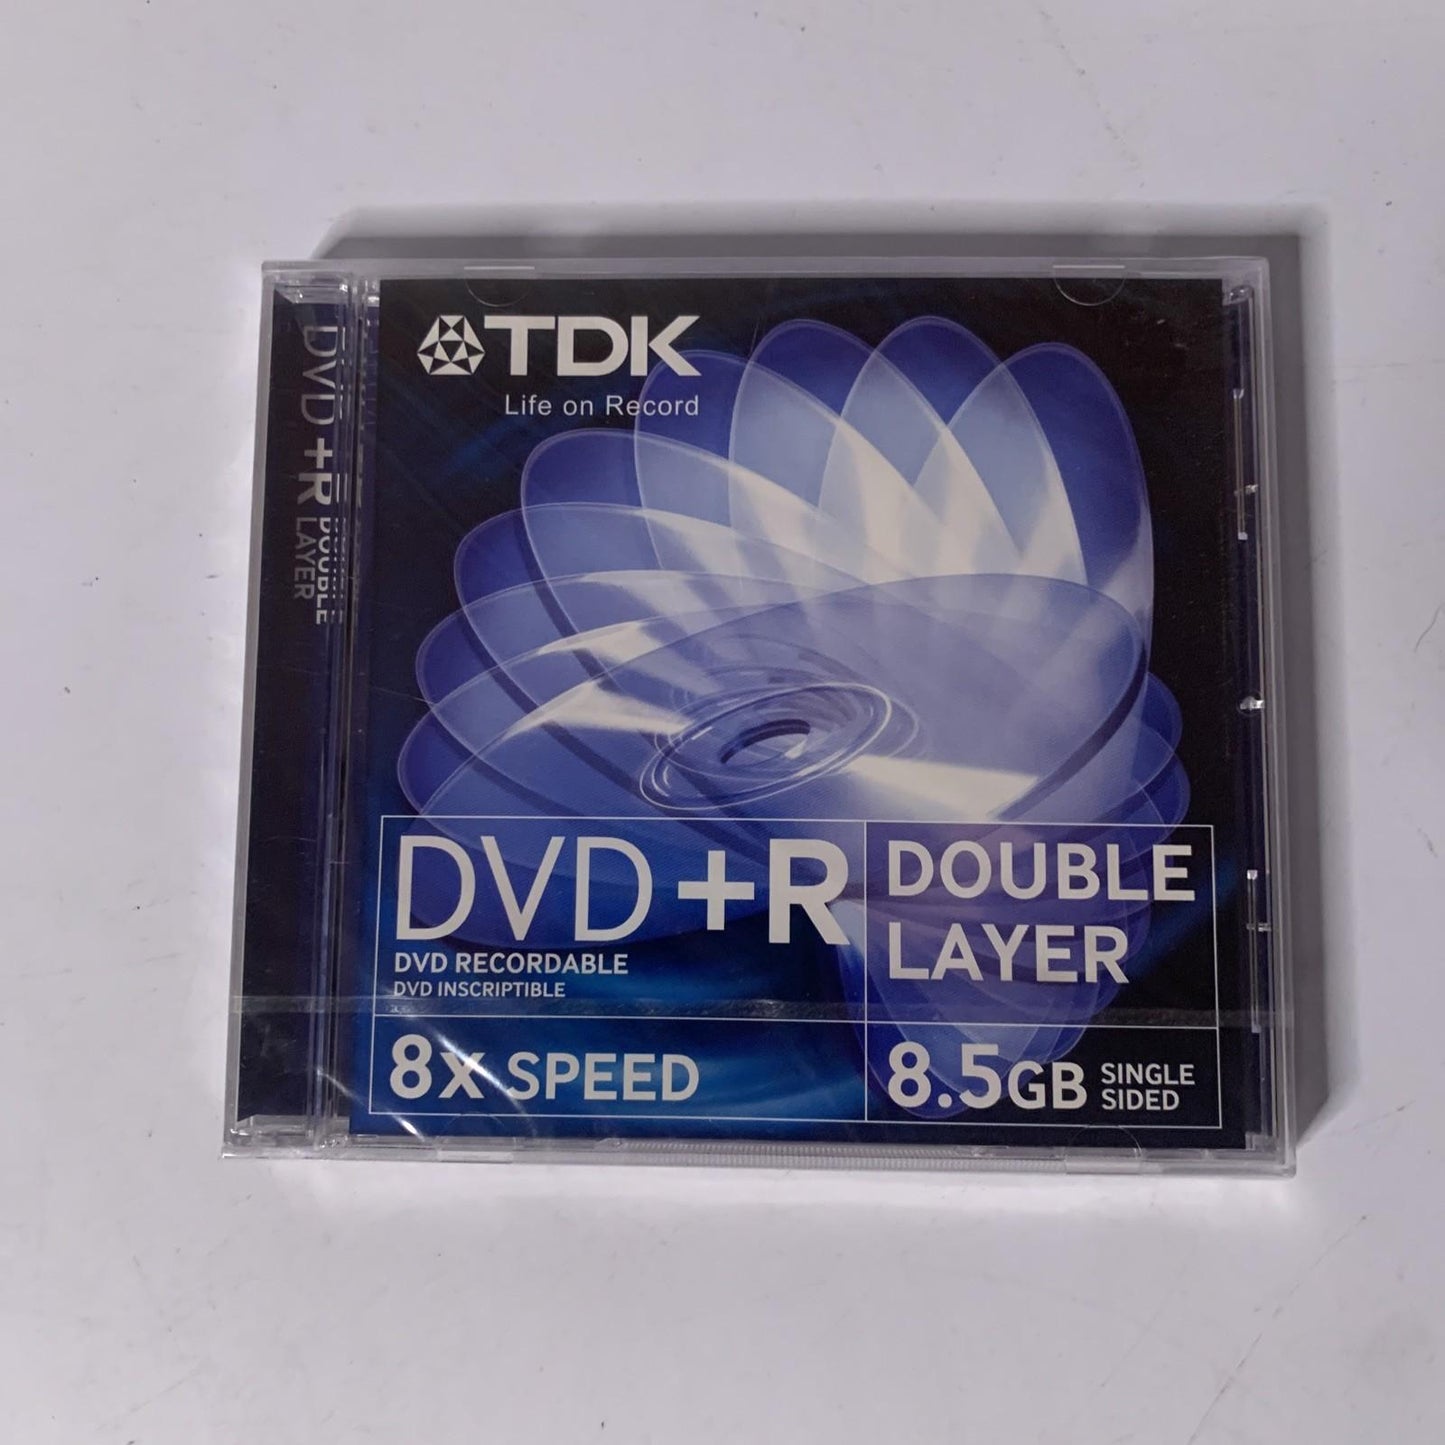 TDK
Life on Record
DVD+R
DOUBLE
LAYER
DVD +R
DVD RECORDABLE
DVD INSCRIPTIBLE
DOUBLE
LAYER
8X SPEED
8.5GB SINGLE
SIDED